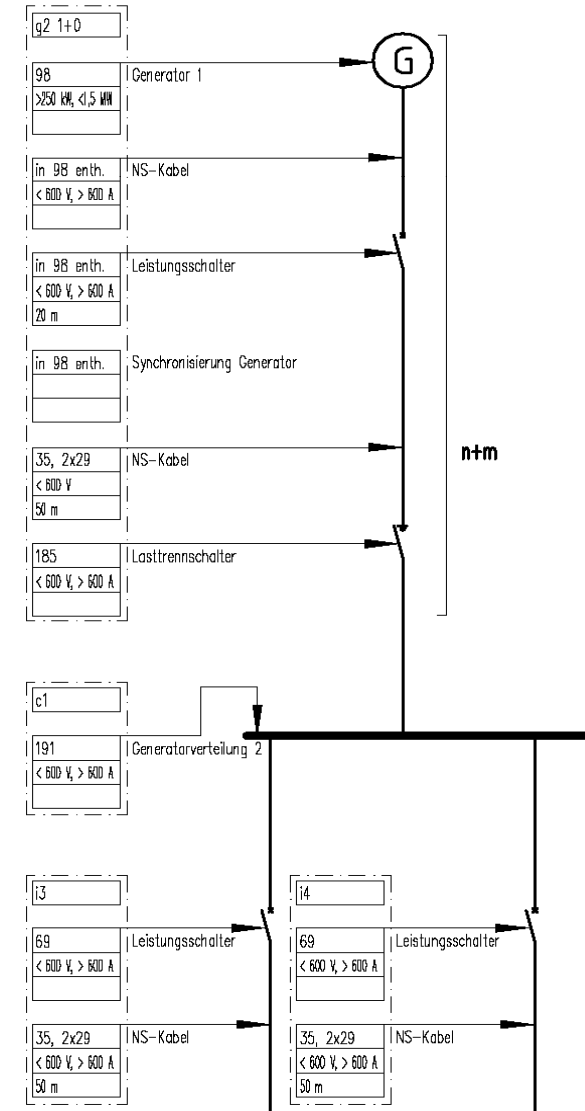 g2 1+0
G
98
Generator 1
>250 kW, <1,5 MW
in 98 enth.
NS-Kabel
< 600 V, > 600 A
in 98 enth.
Leistungsschalter
< 600 V, > 600 A
20 m
in 98 enth.
Synchronisierung Generator
n+m
35, 2x29
NS-Kabel
< 600 V
50 m
185
Lasttrennschalter
< 600 V, > 600 A
c1
191
Generatorverteilung 2
< 600 V, > 600 A
i3
69
Leistungsschalter
< 600 V, > 600 A
35, 2x29
NS-Kabel
< 600 V, > 600 A
50 m
i4
69
Leistungsschalter
< 600 V, > 600 A
35, 2x29
NS-Kabel
< 600 V, > 600 A
50 m